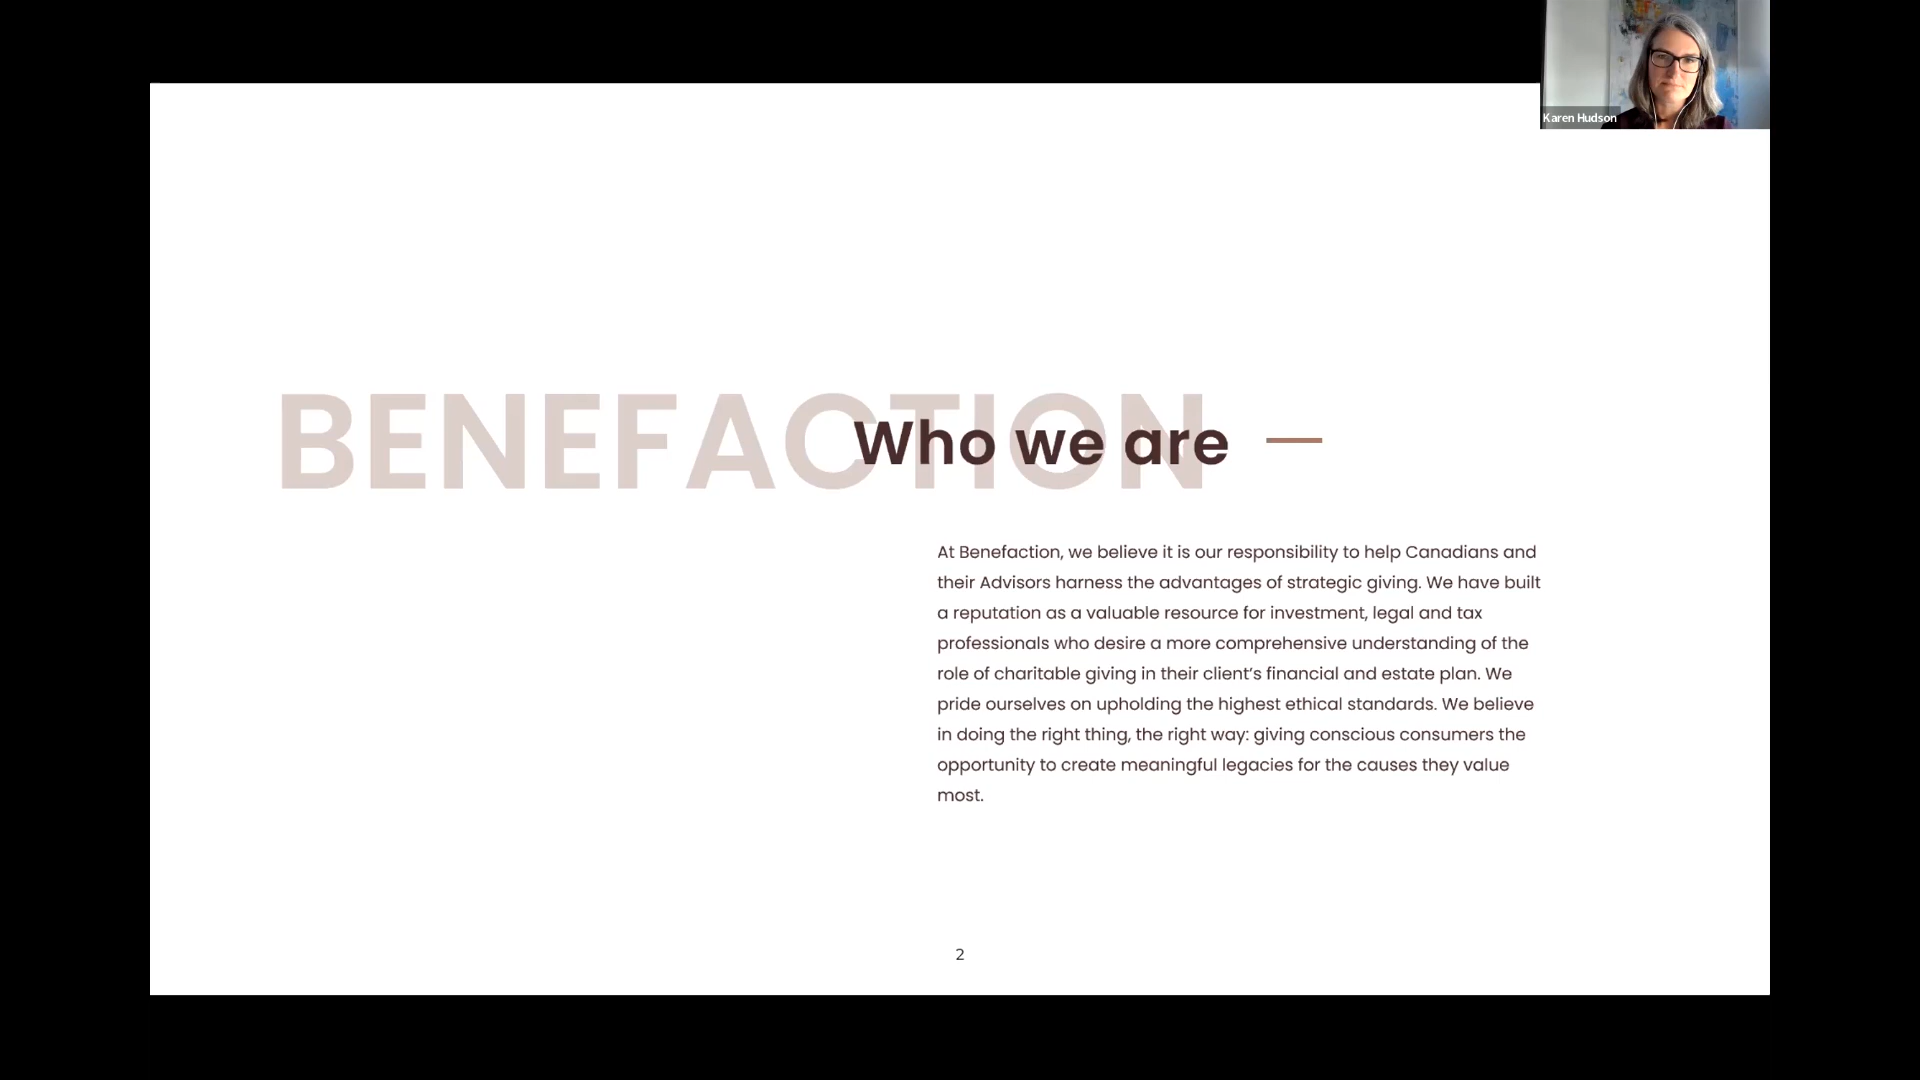 Karen Hudson
BENEFACTION
Who we are
At Benefaction, we believe it is our responsibility to help Canadians and
their Advisors harness the advantages of strategic giving. We have built
a reputation as a valuable resource for investment, legal and tax
professionals who desire a more comprehensive understanding of the
role of charitable giving in their client’s financial and estate plan. We
pride ourselves on upholding the highest ethical standards. We believe
in doing the right thing, the right way: giving conscious consumers the
opportunity to create meaningful legacies for the causes they value
most.
2